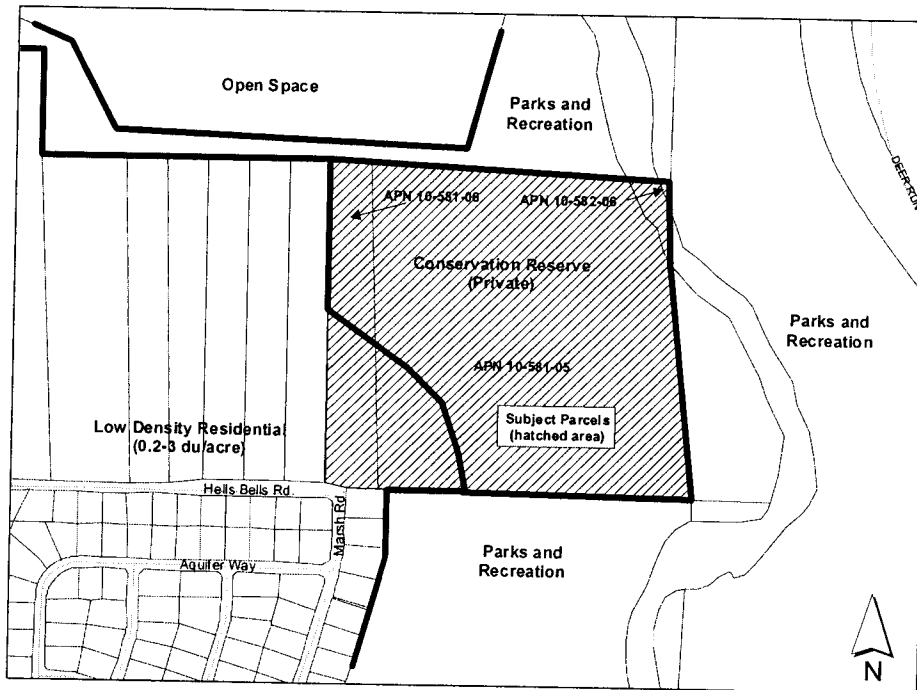 Open Space
Parks and
Recreation
DEER RUN
APN 10-581-06
APN 10-582-06
Conservation Reserve
(Private)
Parks and
Recreation
APN 10-581-05
Subject Parcels
(hatched area)
Low Density Residential
(0.2-3 du/acre)
Hells Bells Rd.
Marsh Rd
Aquifer Way
Parks and
Recreation
N